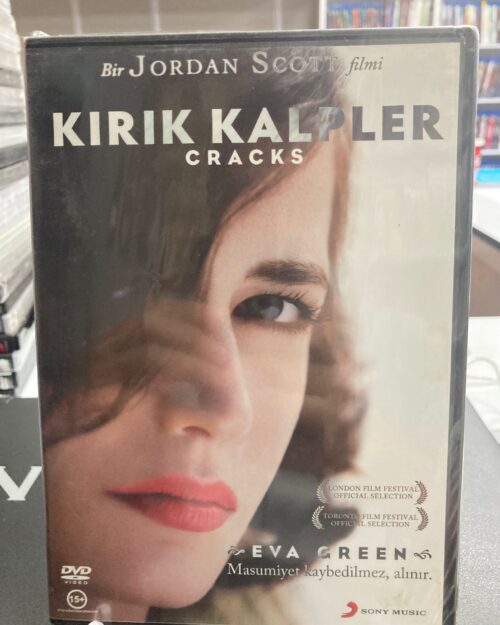 Bir JORDAN SCOTT filmi
KIRIK KALPLER
CRACKS
LONDON FILM FESTIVAL
OFFICIAL SELECTION
TORONTO FILM FESTIVAL
OFFICIAL SELECTION
EVA GREEN
Masumiyet kaybedilmez, alınır.
DVD
VIDEO
15+
SONY MUSIC